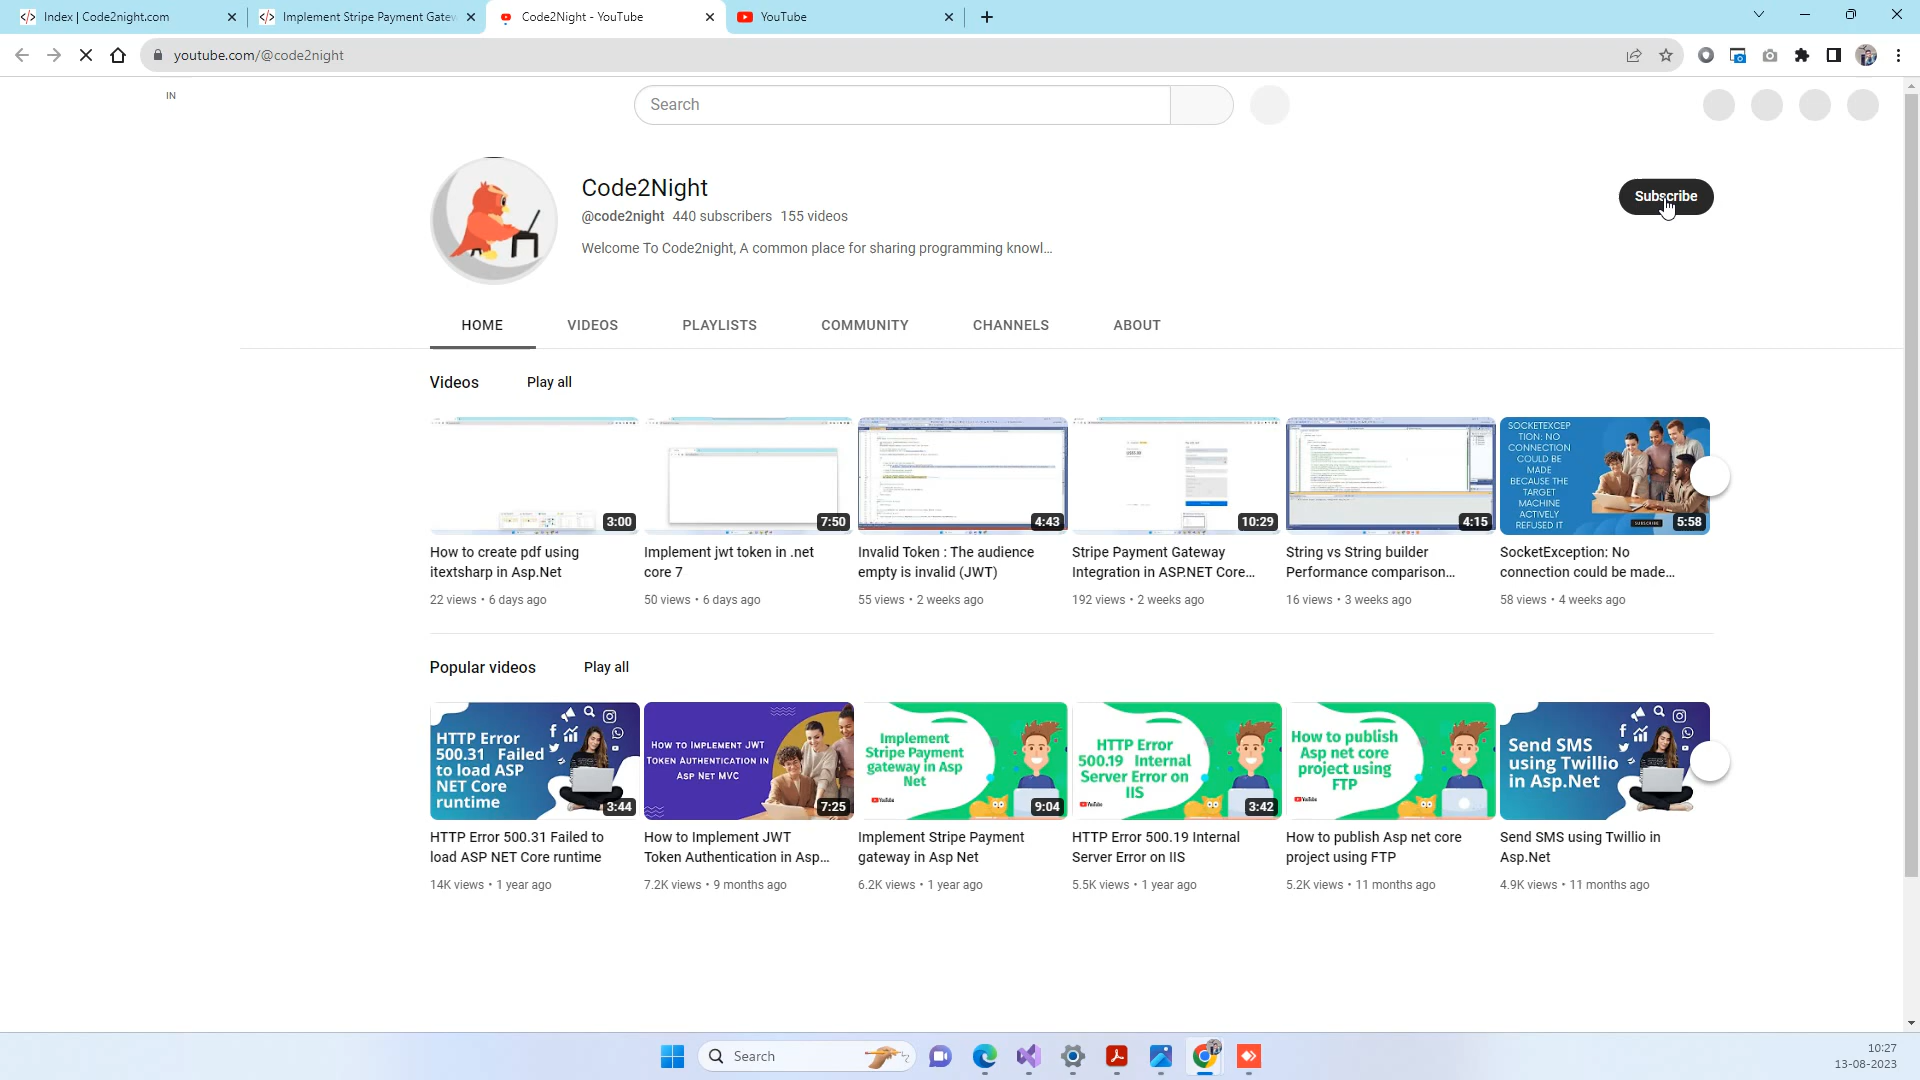 Index | Code2night.com
Implement Stripe Payment Gatew
Code2Night - YouTube
YouTube
youtube.com/@code2night
IN
Search
Code2Night
@code2night 440 subscribers 155 videos
Welcome To Code2night, A common place for sharing programming knowl...
Subscribe
HOME
VIDEOS
PLAYLISTS
COMMUNITY
CHANNELS
ABOUT
Videos
Play all
3:00
7:50
4:43
10:29
4:15
SOCKETEXCEP
TION: NO
CONNECTION
COULD BE
MADE
BECAUSE THE
TARGET
MACHINE
ACTIVELY
REFUSED IT
SUBSCRIBE
5:58
How to create pdf using
itextsharp in Asp.Net
22 views • 6 days ago
Implement jwt token in .net
core 7
50 views • 6 days ago
Invalid Token : The audience
empty is invalid (JWT)
55 views • 2 weeks ago
Stripe Payment Gateway
Integration in ASP.NET Core...
192 views • 2 weeks ago
String vs String builder
Performance comparison...
16 views • 3 weeks ago
SocketException: No
connection could be made...
58 views • 4 weeks ago
Popular videos
Play all
HTTP Error
500.31 Failed
to load ASP
NET Core
runtime
3:44
HOW TO IMPLEMENT JWT
TOKEN AUTHENTICATION IN
ASP NET MVC
7:25
Implement
Stripe Payment
gateway in Asp
Net
YouTube
9:04
HTTP Error
500.19 Internal
Server Error on
IIS
YouTube
3:42
How to publish
Asp net core
project using
FTP
YouTube
Send SMS
using Twillio
in Asp.Net
HTTP Error 500.31 Failed to
load ASP NET Core runtime
14K views • 1 year ago
How to Implement JWT
Token Authentication in Asp...
7.2K views • 9 months ago
Implement Stripe Payment
gateway in Asp Net
6.2K views • 1 year ago
HTTP Error 500.19 Internal
Server Error on IIS
5.5K views • 1 year ago
How to publish Asp net core
project using FTP
5.2K views • 11 months ago
Send SMS using Twillio in
Asp.Net
4.9K views • 11 months ago
Search
10:27
13-08-2023